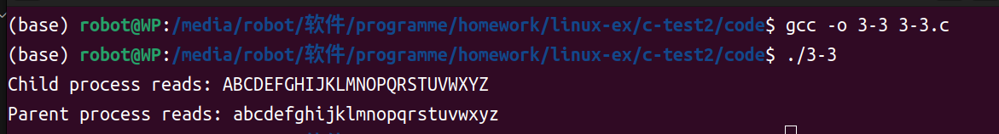 (base) robot@WP:/media/robot/软件/programme/homework/linux-ex/c-test2/code$ gcc -o 3-3 3-3.c
(base) robot@WP:/media/robot/软件/programme/homework/linux-ex/c-test2/code$ ./3-3
Child process reads: ABCDEFGHIJKLMNOPQRSTUVWXYZ
Parent process reads: abcdefghijklmnopqrstuvwxyz